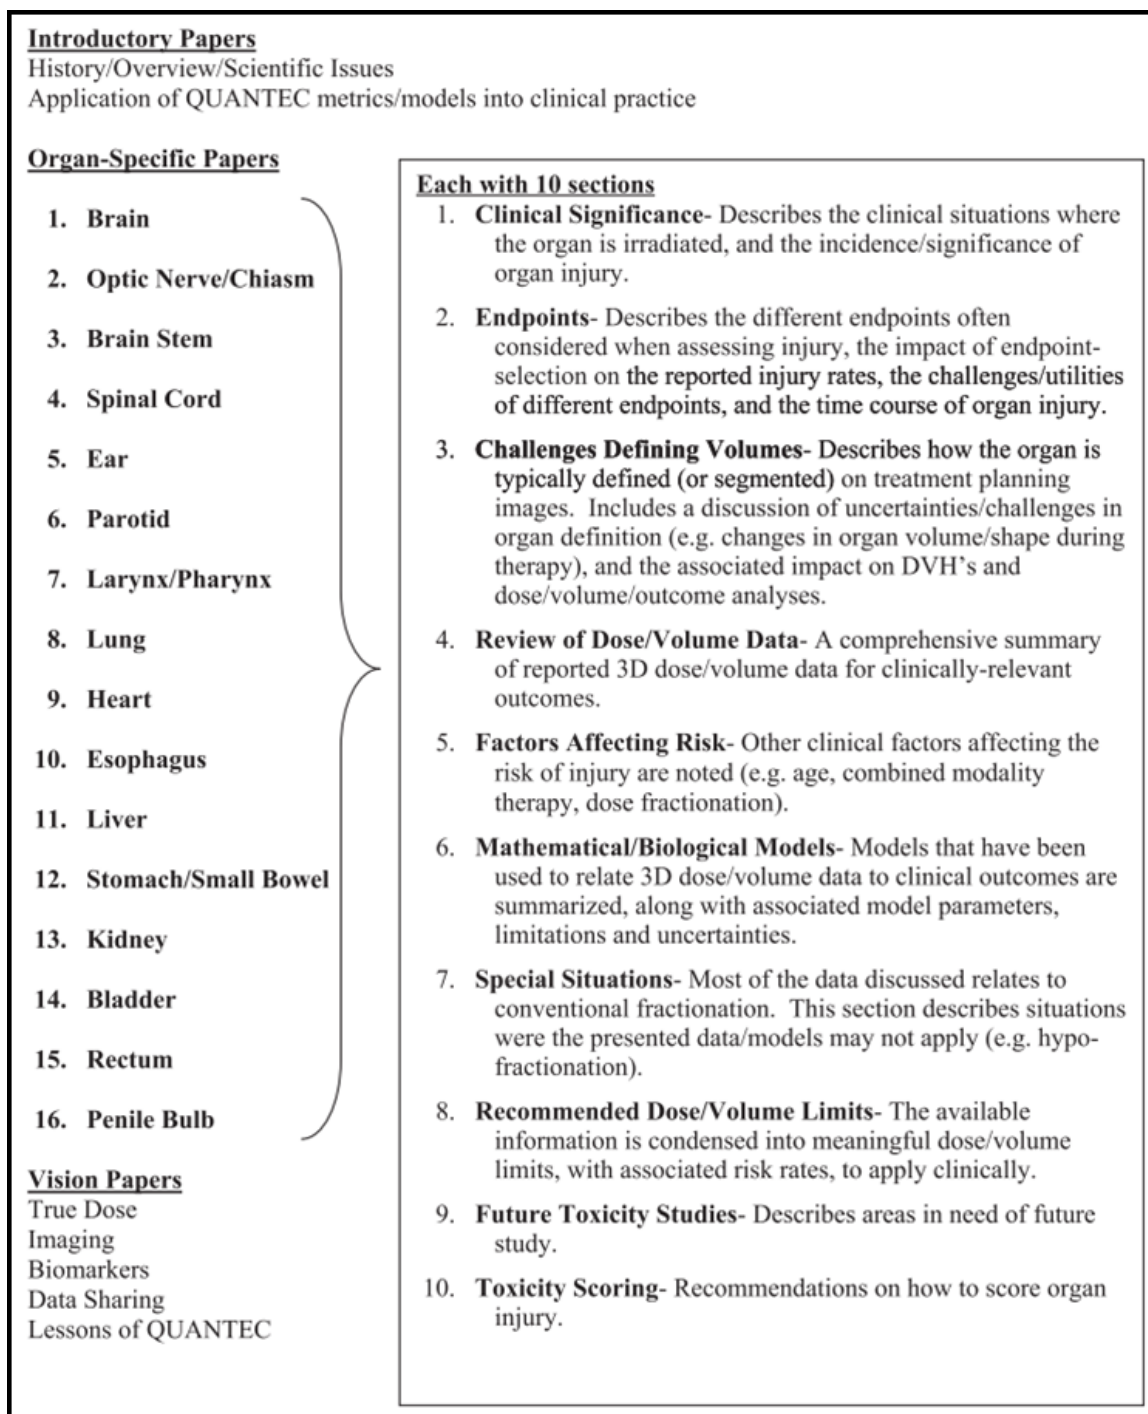 Introductory Papers
History/Overview/Scientific Issues
Application of QUANTEC metrics/models into clinical practice
Organ-Specific Papers
1. Brain
2. Optic Nerve/Chiasm
3. Brain Stem
4. Spinal Cord
5. Ear
6. Parotid
7. Larynx/Pharynx
8. Lung
9. Heart
10. Esophagus
11. Liver
12. Stomach/Small Bowel
13. Kidney
14. Bladder
15. Rectum
16. Penile Bulb
Vision Papers
True Dose
Imaging
Biomarkers
Data Sharing
Lessons of QUANTEC
Each with 10 sections
1. Clinical Significance- Describes the clinical situations where
the organ is irradiated, and the incidence/significance of
organ injury.
2. Endpoints- Describes the different endpoints often
considered when assessing injury, the impact of endpoint-
selection on the reported injury rates, the challenges/utilities
of different endpoints, and the time course of organ injury.
3. Challenges Defining Volumes- Describes how the organ is
typically defined (or segmented) on treatment planning
images. Includes a discussion of uncertainties/challenges in
organ definition (e.g. changes in organ volume/shape during
therapy), and the associated impact on DVH's and
dose/volume/outcome analyses.
4. Review of Dose/Volume Data- A comprehensive summary
of reported 3D dose/volume data for clinically-relevant
outcomes.
5. Factors Affecting Risk- Other clinical factors affecting the
risk of injury are noted (e.g. age, combined modality
therapy, dose fractionation).
6. Mathematical/Biological Models- Models that have been
used to relate 3D dose/volume data to clinical outcomes are
summarized, along with associated model parameters,
limitations and uncertainties.
7. Special Situations- Most of the data discussed relates to
conventional fractionation. This section describes situations
were the presented data/models may not apply (e.g. hypo-
fractionation).
8. Recommended Dose/Volume Limits- The available
information is condensed into meaningful dose/volume
limits, with associated risk rates, to apply clinically.
9. Future Toxicity Studies- Describes areas in need of future
study.
10. Toxicity Scoring- Recommendations on how to score organ
injury.